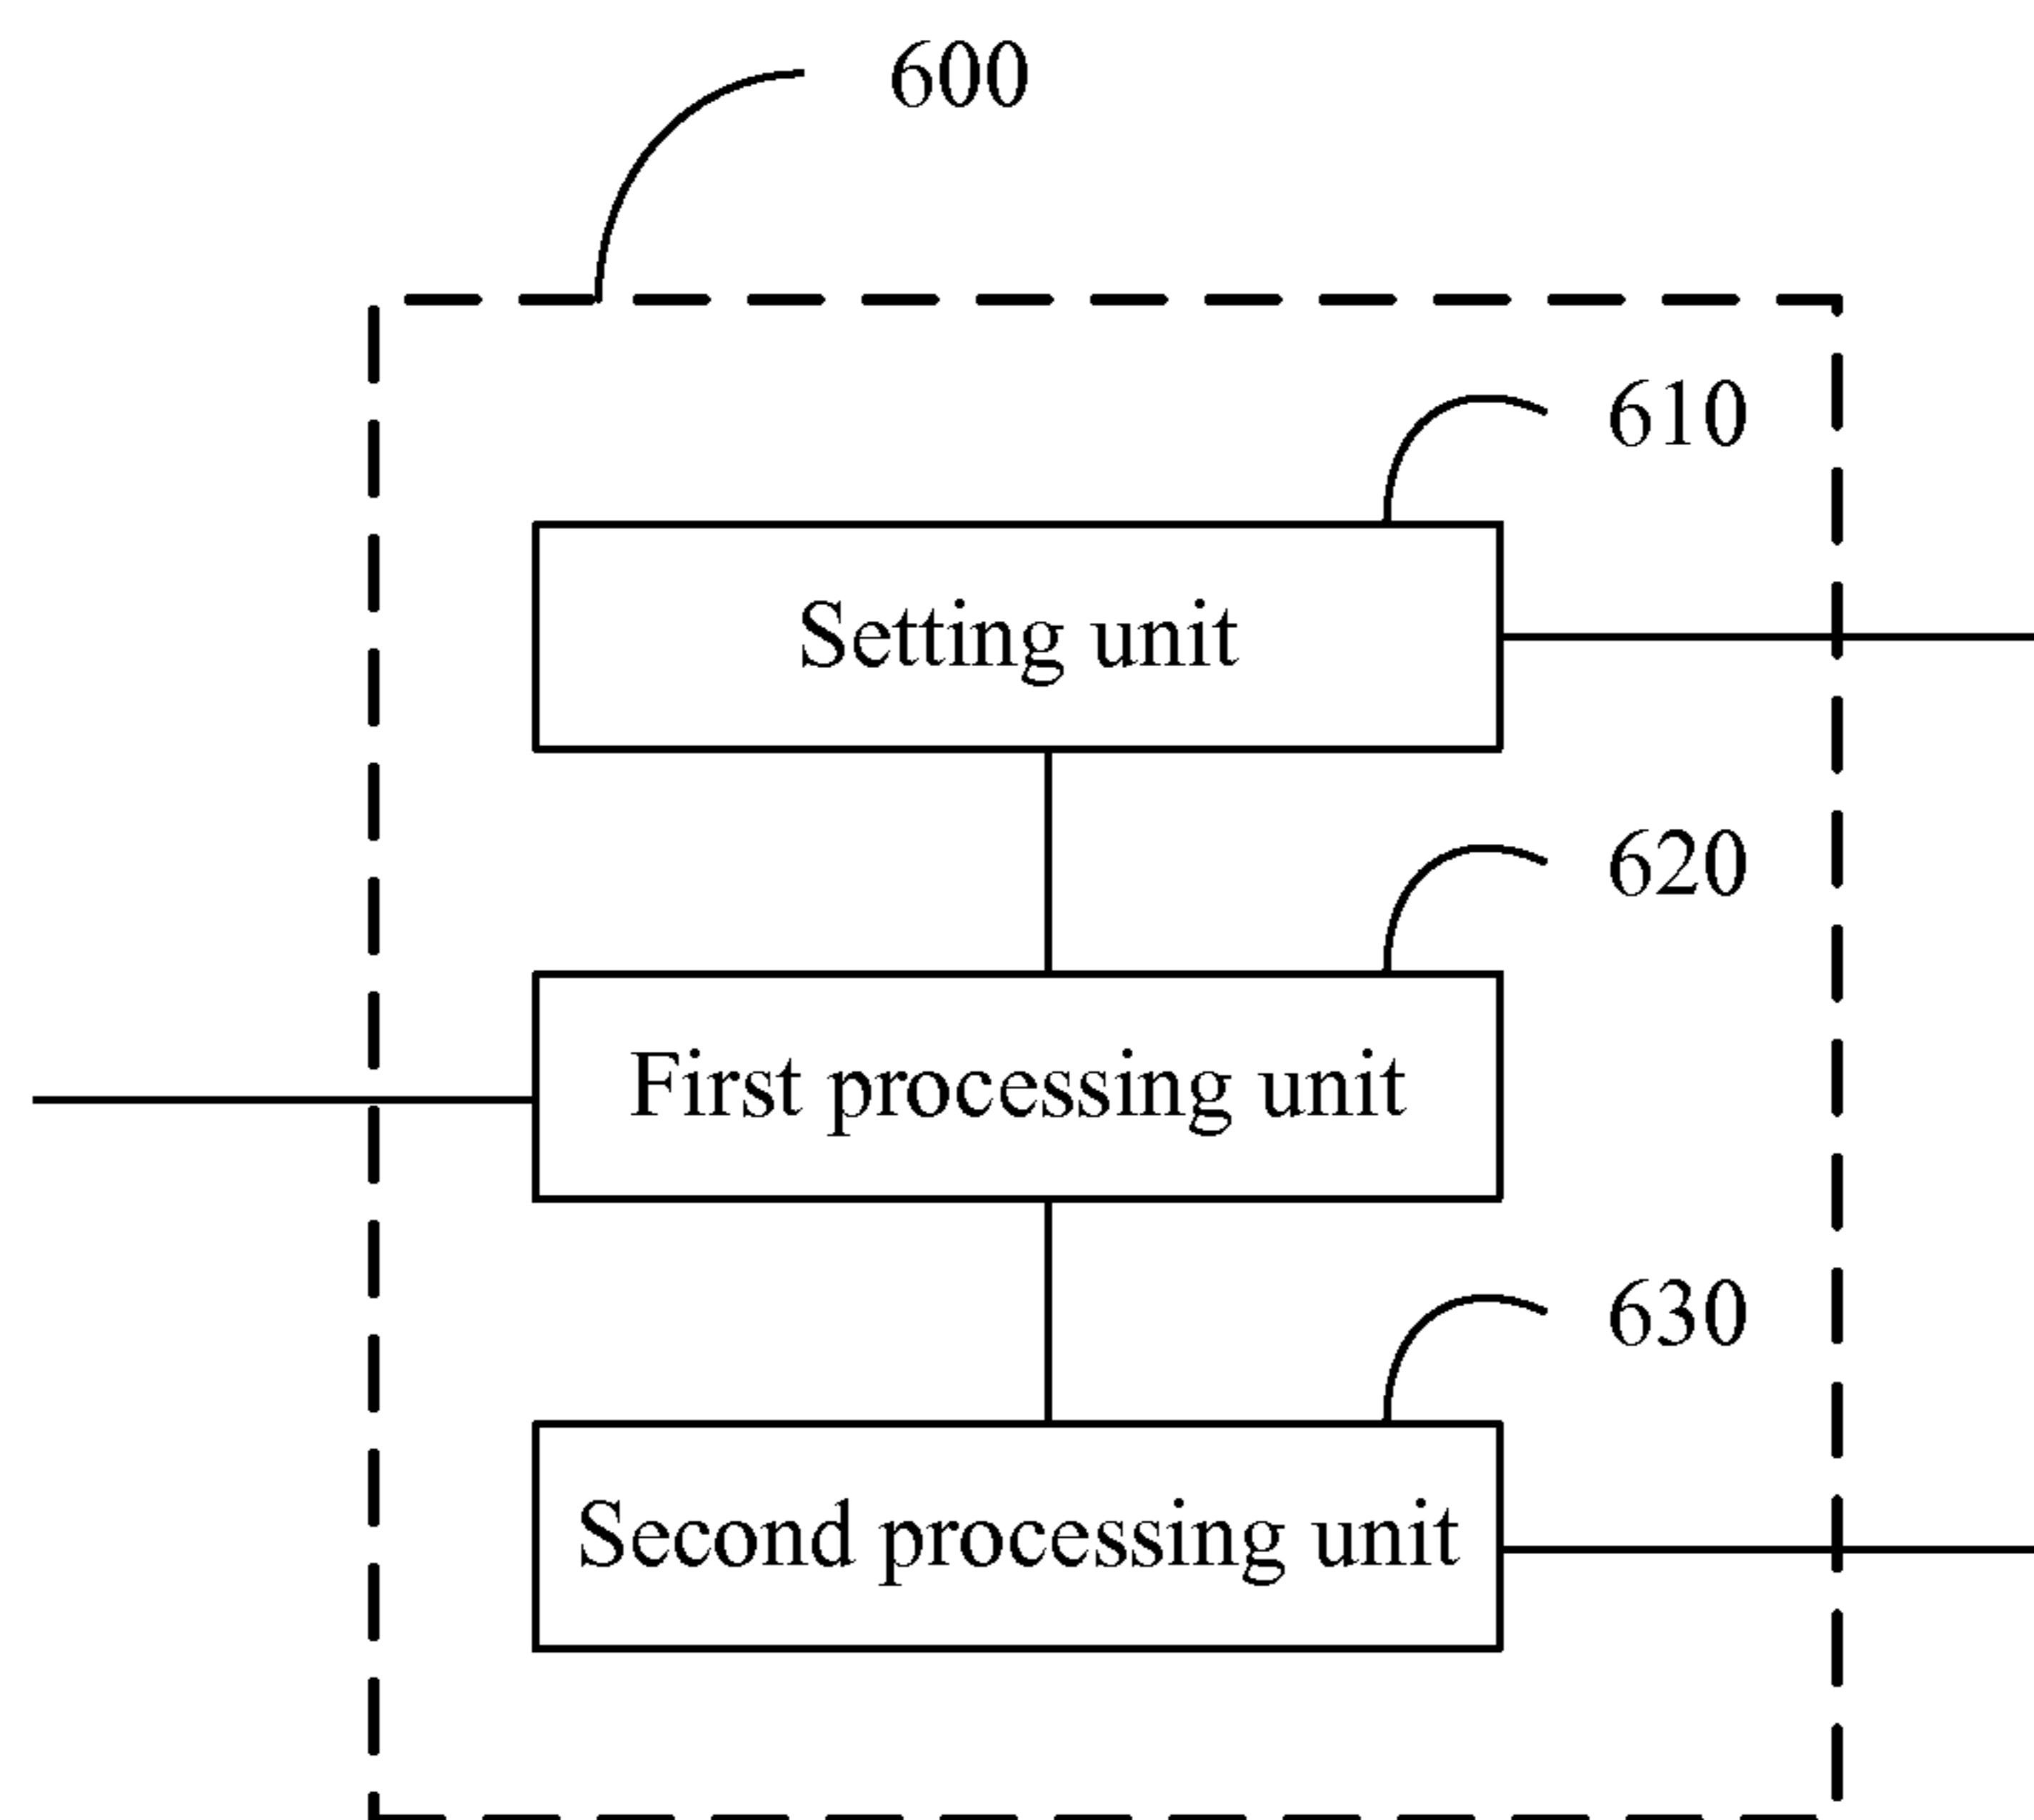 600
610
Setting unit
620
First processing unit
630
Second processing unit